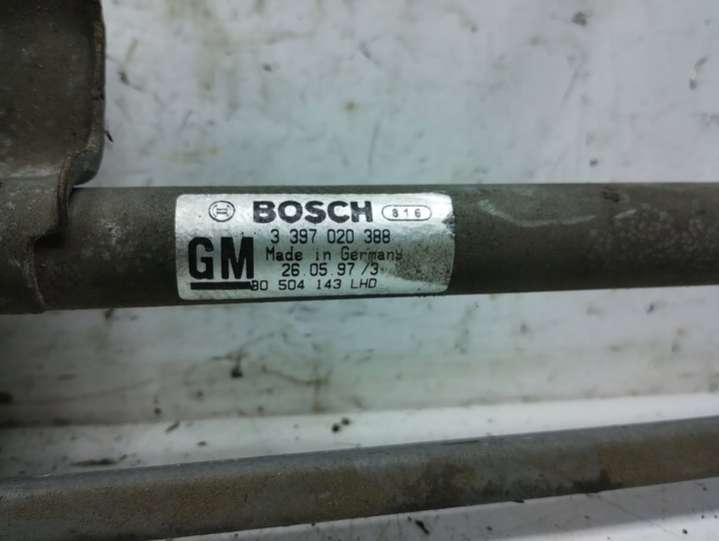 BOSCH 816
3 397 020 388
GM Made in Germany
26.05.97/3
90 504 143 LHD